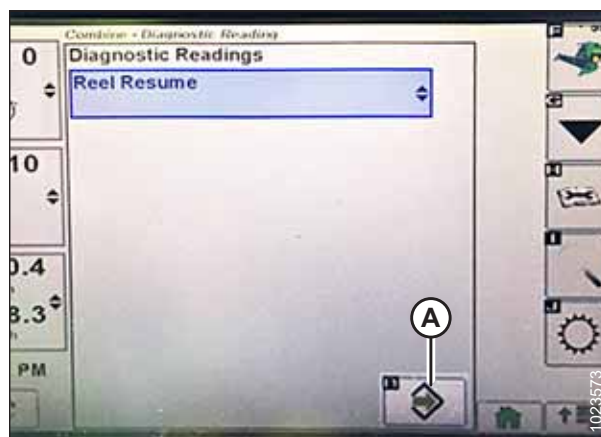 Combine - Diagnostic Reading
Diagnostic Readings
Reel Resume
0
10
0.4
8.3
PM
A
1023573